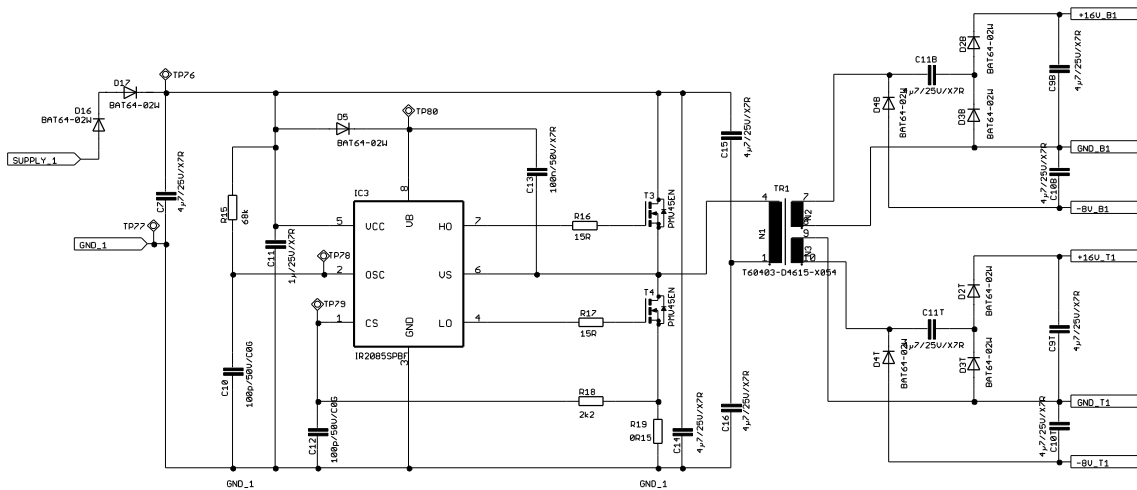 SUPPLY_1
D16
BAT64-02W
D17
BAT64-02W
TP76
C7
4µ7/25V/X7R
TP77
GND_1
R15
68k
C10
100p/50V/C0G
GND_1
C11
1µ/25V/X7R
D5
BAT64-02W
TP80
TP78
TP79
IC3
8
VB
5 VCC HO 7
2 OSC VS 6
1 CS LO 4
GND
3
IR2085SPBF
C12
100p/50V/C0G
C13
100n/50V/X7R
R16
15R
R17
15R
R18
2k2
R19
0R15
T3
PMV45EN
T4
PMV45EN
GND_1
C14
4µ7/25V/X7R
C15
4µ7/25V/X7R
C16
4µ7/25V/X7R
TR1
4 7
N1 N2
8
9
1 N3 10
T60403-D4615-X054
D4B
BAT64-02W
C11B
4µ7/25V/X7R
D2B
BAT64-02W
D3B
BAT64-02W
C9B
4µ7/25V/X7R
C10B
4µ7/25V/X7R
+16V_B1
GND_B1
-8V_B1
D4T
BAT64-02W
C11T
4µ7/25V/X7R
D2T
BAT64-02W
D3T
BAT64-02W
C9T
4µ7/25V/X7R
C10T
4µ7/25V/X7R
+16V_T1
GND_T1
-8V_T1